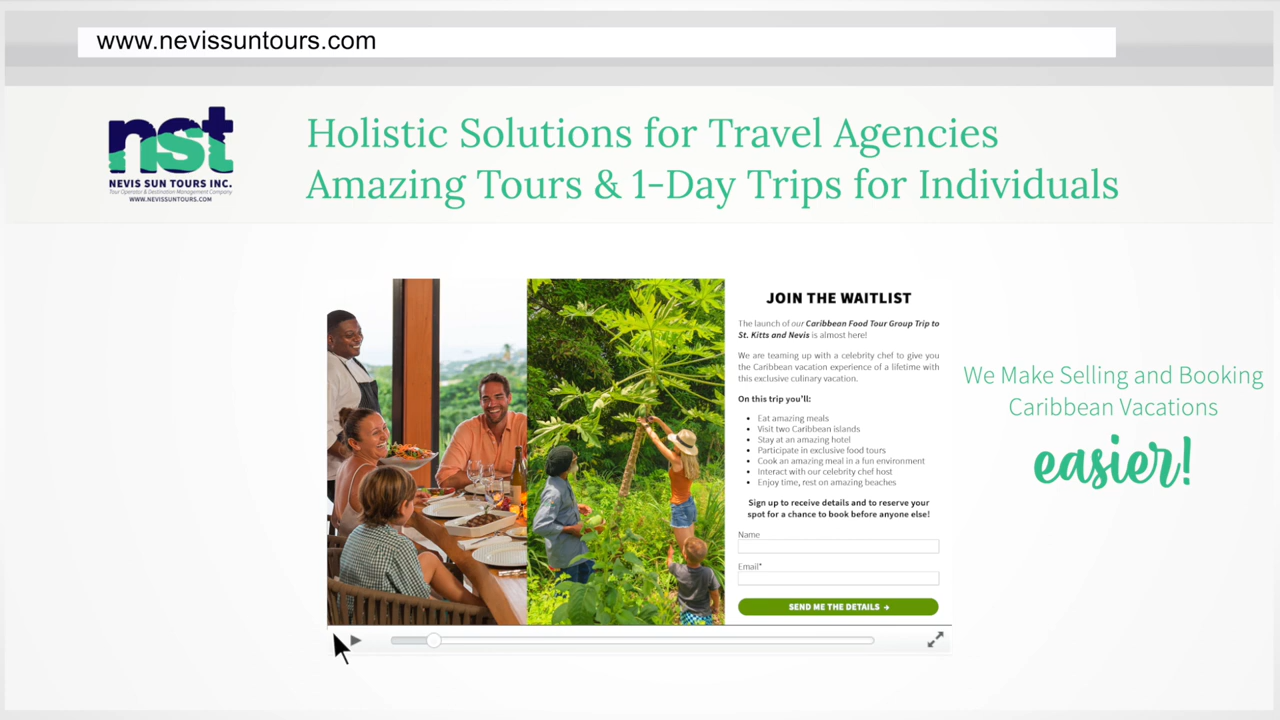 www.nevissuntours.com
nst
NEVIS SUN TOURS INC.
Tour Operator & Destination Management Company
WWW.NEVISSUNTOURS.COM
Holistic Solutions for Travel Agencies
Amazing Tours & 1-Day Trips for Individuals
JOIN THE WAITLIST
The launch of our Caribbean Food Tour Group Trip to
St. Kitts and Nevis is almost here!
We are teaming up with a celebrity chef to give you
the Caribbean vacation experience of a lifetime with
this exclusive culinary vacation.
On this trip you'll:
• Eat amazing meals
• Visit two Caribbean islands
• Stay at an amazing hotel
• Participate in exclusive food tours
• Cook an amazing meal in a fun environment
• Interact with our celebrity chef host
• Enjoy time, rest on amazing beaches
Sign up to receive details and to reserve your
spot for a chance to book before anyone else!
Name
Email*
SEND ME THE DETAILS →
We Make Selling and Booking
Caribbean Vacations
easier!